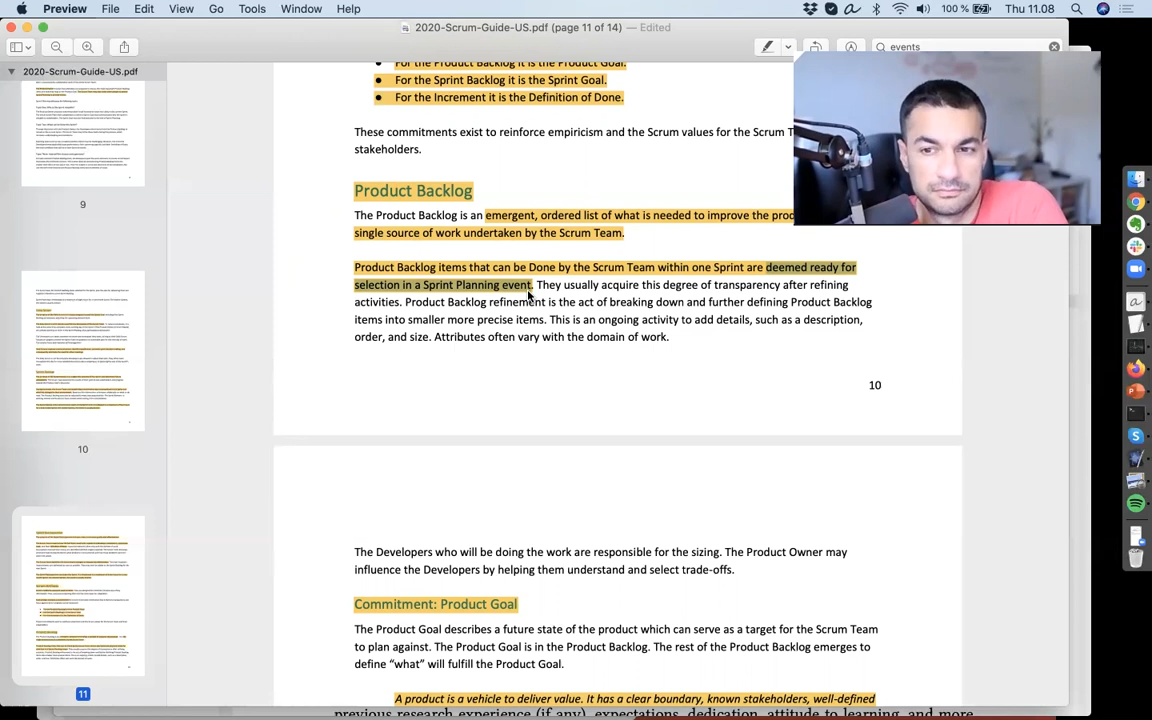 Preview File Edit View Go Tools Window Help 100 % Thu 11.08
2020-Scrum-Guide-US.pdf (page 11 of 14) — Edited
events
2020-Scrum-Guide-US.pdf
9
10
11
For the Product Backlog it is the Product Goal.
• For the Sprint Backlog it is the Sprint Goal.
• For the Increment it is the Definition of Done.
These commitments exist to reinforce empiricism and the Scrum values for the Scrum T
stakeholders.
Product Backlog
The Product Backlog is an emergent, ordered list of what is needed to improve the prod
single source of work undertaken by the Scrum Team.
Product Backlog items that can be Done by the Scrum Team within one Sprint are deemed ready for
selection in a Sprint Planning event. They usually acquire this degree of transparency after refining
activities. Product Backlog refinement is the act of breaking down and further defining Product Backlog
items into smaller more precise items. This is an ongoing activity to add details, such as a description,
order, and size. Attributes often vary with the domain of work.
10
The Developers who will be doing the work are responsible for the sizing. The Product Owner may
influence the Developers by helping them understand and select trade-offs.
Commitment: Product Goal
The Product Goal describes a future state of the product which can serve as a target for the Scrum Team
to plan against. The Product Goal is in the Product Backlog. The rest of the Product Backlog emerges to
define “what” will fulfill the Product Goal.
A product is a vehicle to deliver value. It has a clear boundary, known stakeholders, well-defined
previous research experience (if any), expectations, dedication, attitude to learning, and more